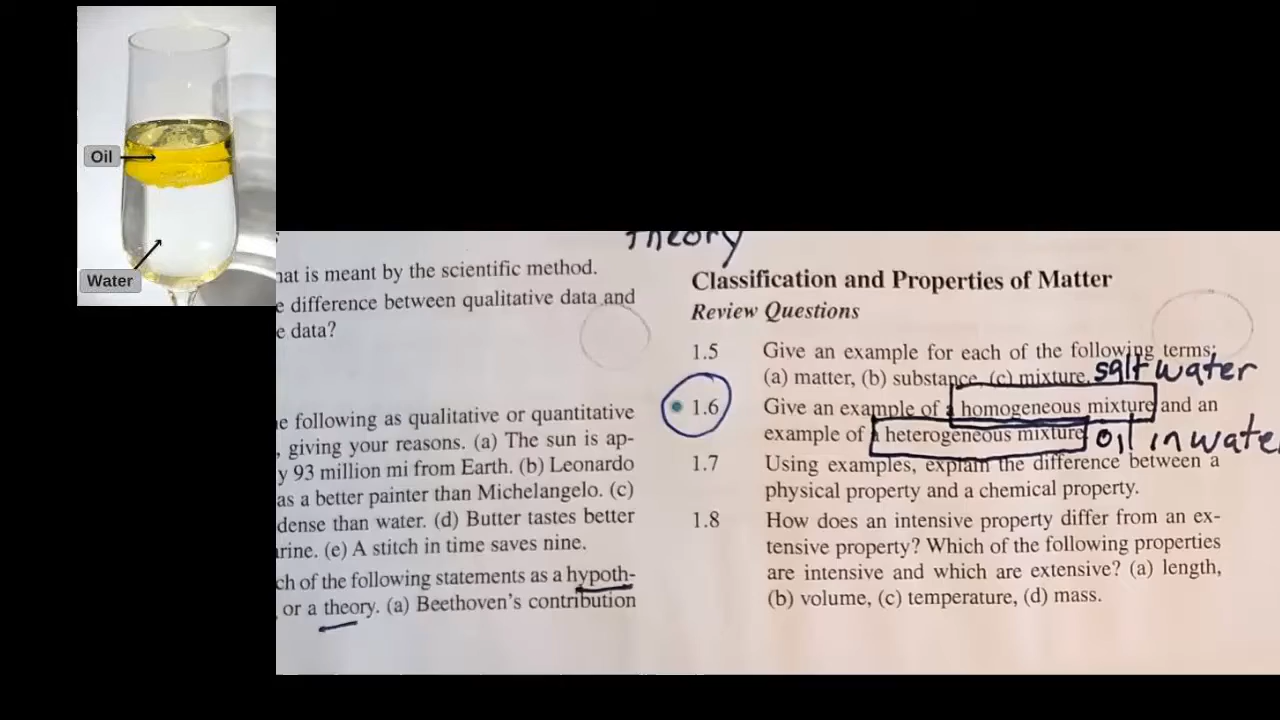 Oil
Water
Theory
hat is meant by the scientific method.
e difference between qualitative data and
e data?
e following as qualitative or quantitative
, giving your reasons. (a) The sun is ap-
y 93 million mi from Earth. (b) Leonardo
as a better painter than Michelangelo. (c)
dense than water. (d) Butter tastes better
rine. (e) A stitch in time saves nine.
ch of the following statements as a hypoth-
or a theory. (a) Beethoven's contribution
Classification and Properties of Matter
Review Questions
1.5 Give an example for each of the following terms:
(a) matter, (b) substance, (c) mixture. salt water
1.6 Give an example of a homogeneous mixture and an
example of a heterogeneous mixture. oil in wate
1.7 Using examples, explain the difference between a
physical property and a chemical property.
1.8 How does an intensive property differ from an ex-
tensive property? Which of the following properties
are intensive and which are extensive? (a) length,
(b) volume, (c) temperature, (d) mass.